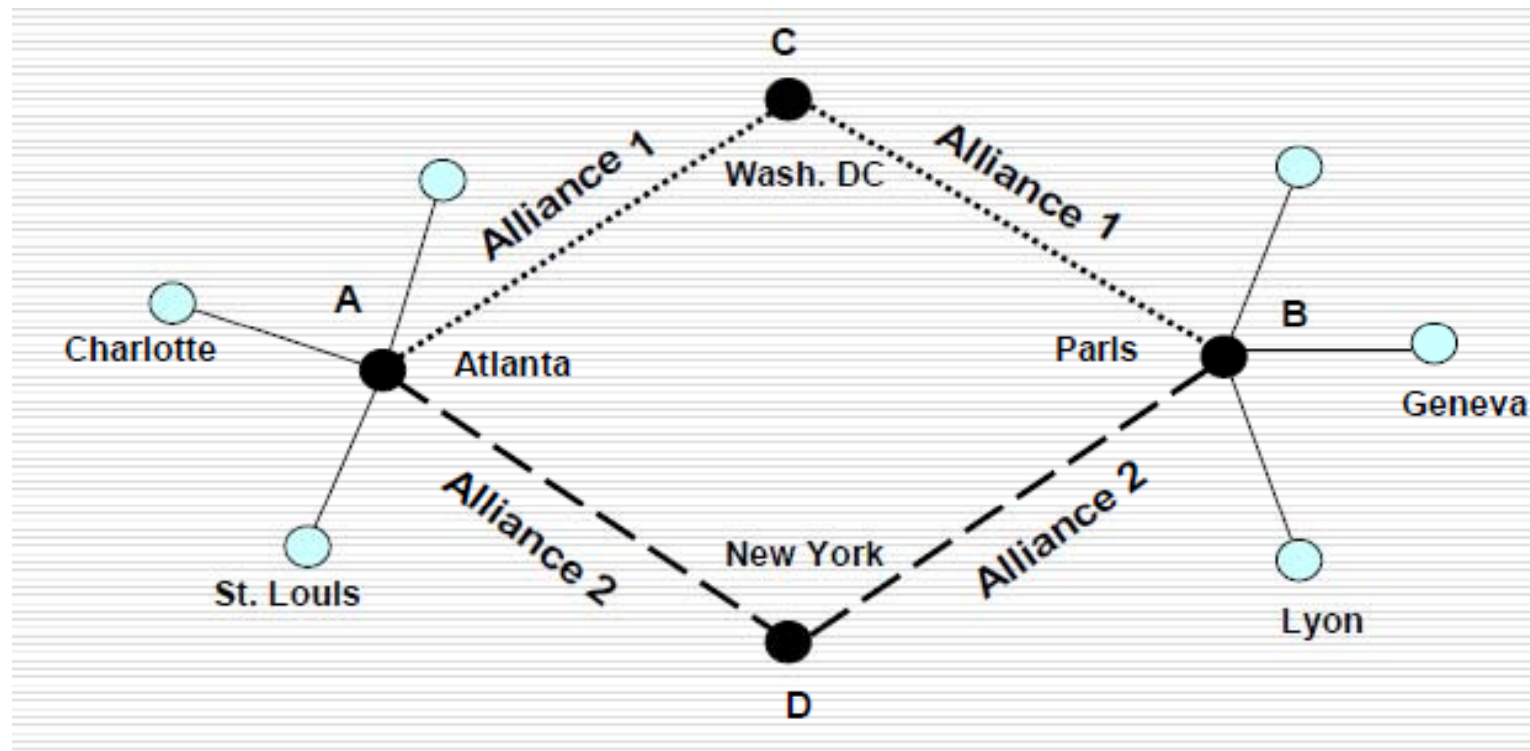 C
Alliance 1
Alliance 1
Wash. DC
A
B
Charlotte
Atlanta
Paris
Geneva
Alliance 2
Alliance 2
New York
St. Louis
Lyon
D